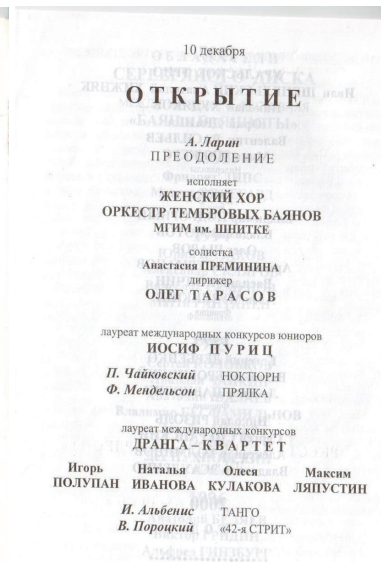 10 декабря
ОТКРЫТИЕ
А. Ларин
ПРЕОДОЛЕНИЕ
исполняет
ЖЕНСКИЙ ХОР
ОРКЕСТР ТЕМБРОВЫХ БАЯНОВ
МГИМ им. ШНИТКЕ
солистка
Анастасия ПРЕМИНИНА
дирижер
ОЛЕГ ТАРАСОВ
лауреат международных конкурсов юниоров
ИОСИФ ПУРИЦ
П. Чайковский НОКТЮРН
Ф. Мендельсон ПРЯЛКА
лауреат международных конкурсов
ДРАНГА – КВАРТЕТ
Игорь Наталья Олеся Максим
ПОЛУПАН ИВАНОВА КУЛАКОВА ЛЯПУСТИН
И. Альбенис ТАНГО
В. Пороцкий «42-я СТРИТ»